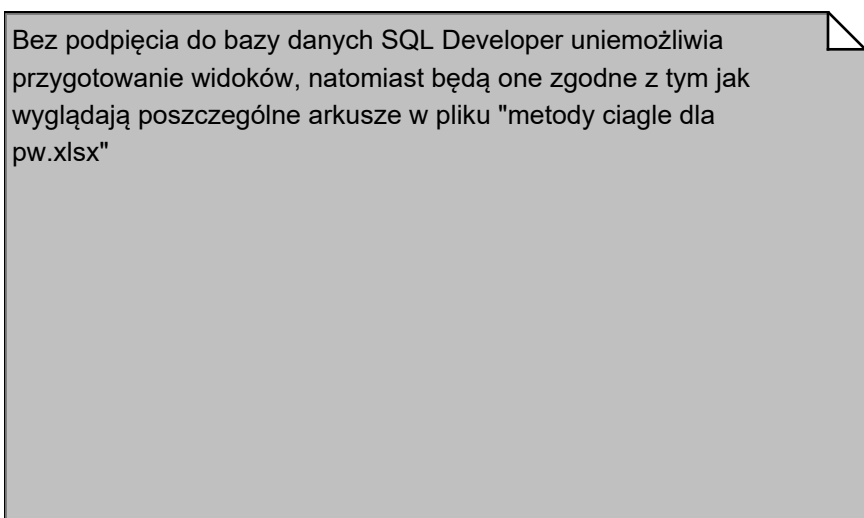 Bez podpięcia do bazy danych SQL Developer uniemożliwia
przygotowanie widoków, natomiast będą one zgodne z tym jak
wyglądają poszczególne arkusze w pliku "metody ciagle dla
pw.xlsx"